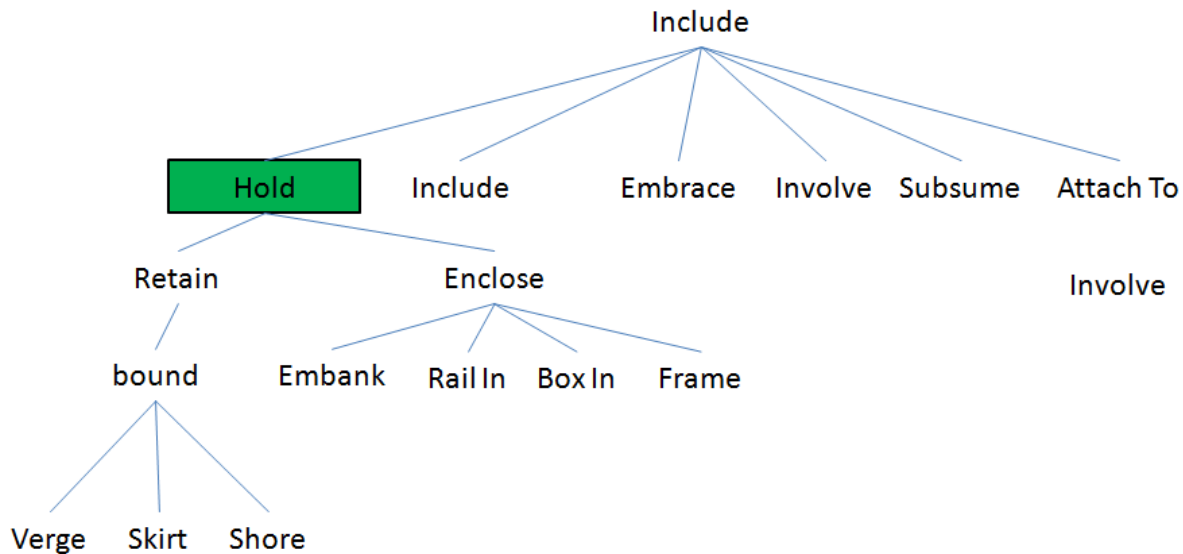 Include
Hold Include Embrace Involve Subsume Attach To
Retain Enclose Involve
bound Embank Rail In Box In Frame
Verge Skirt Shore